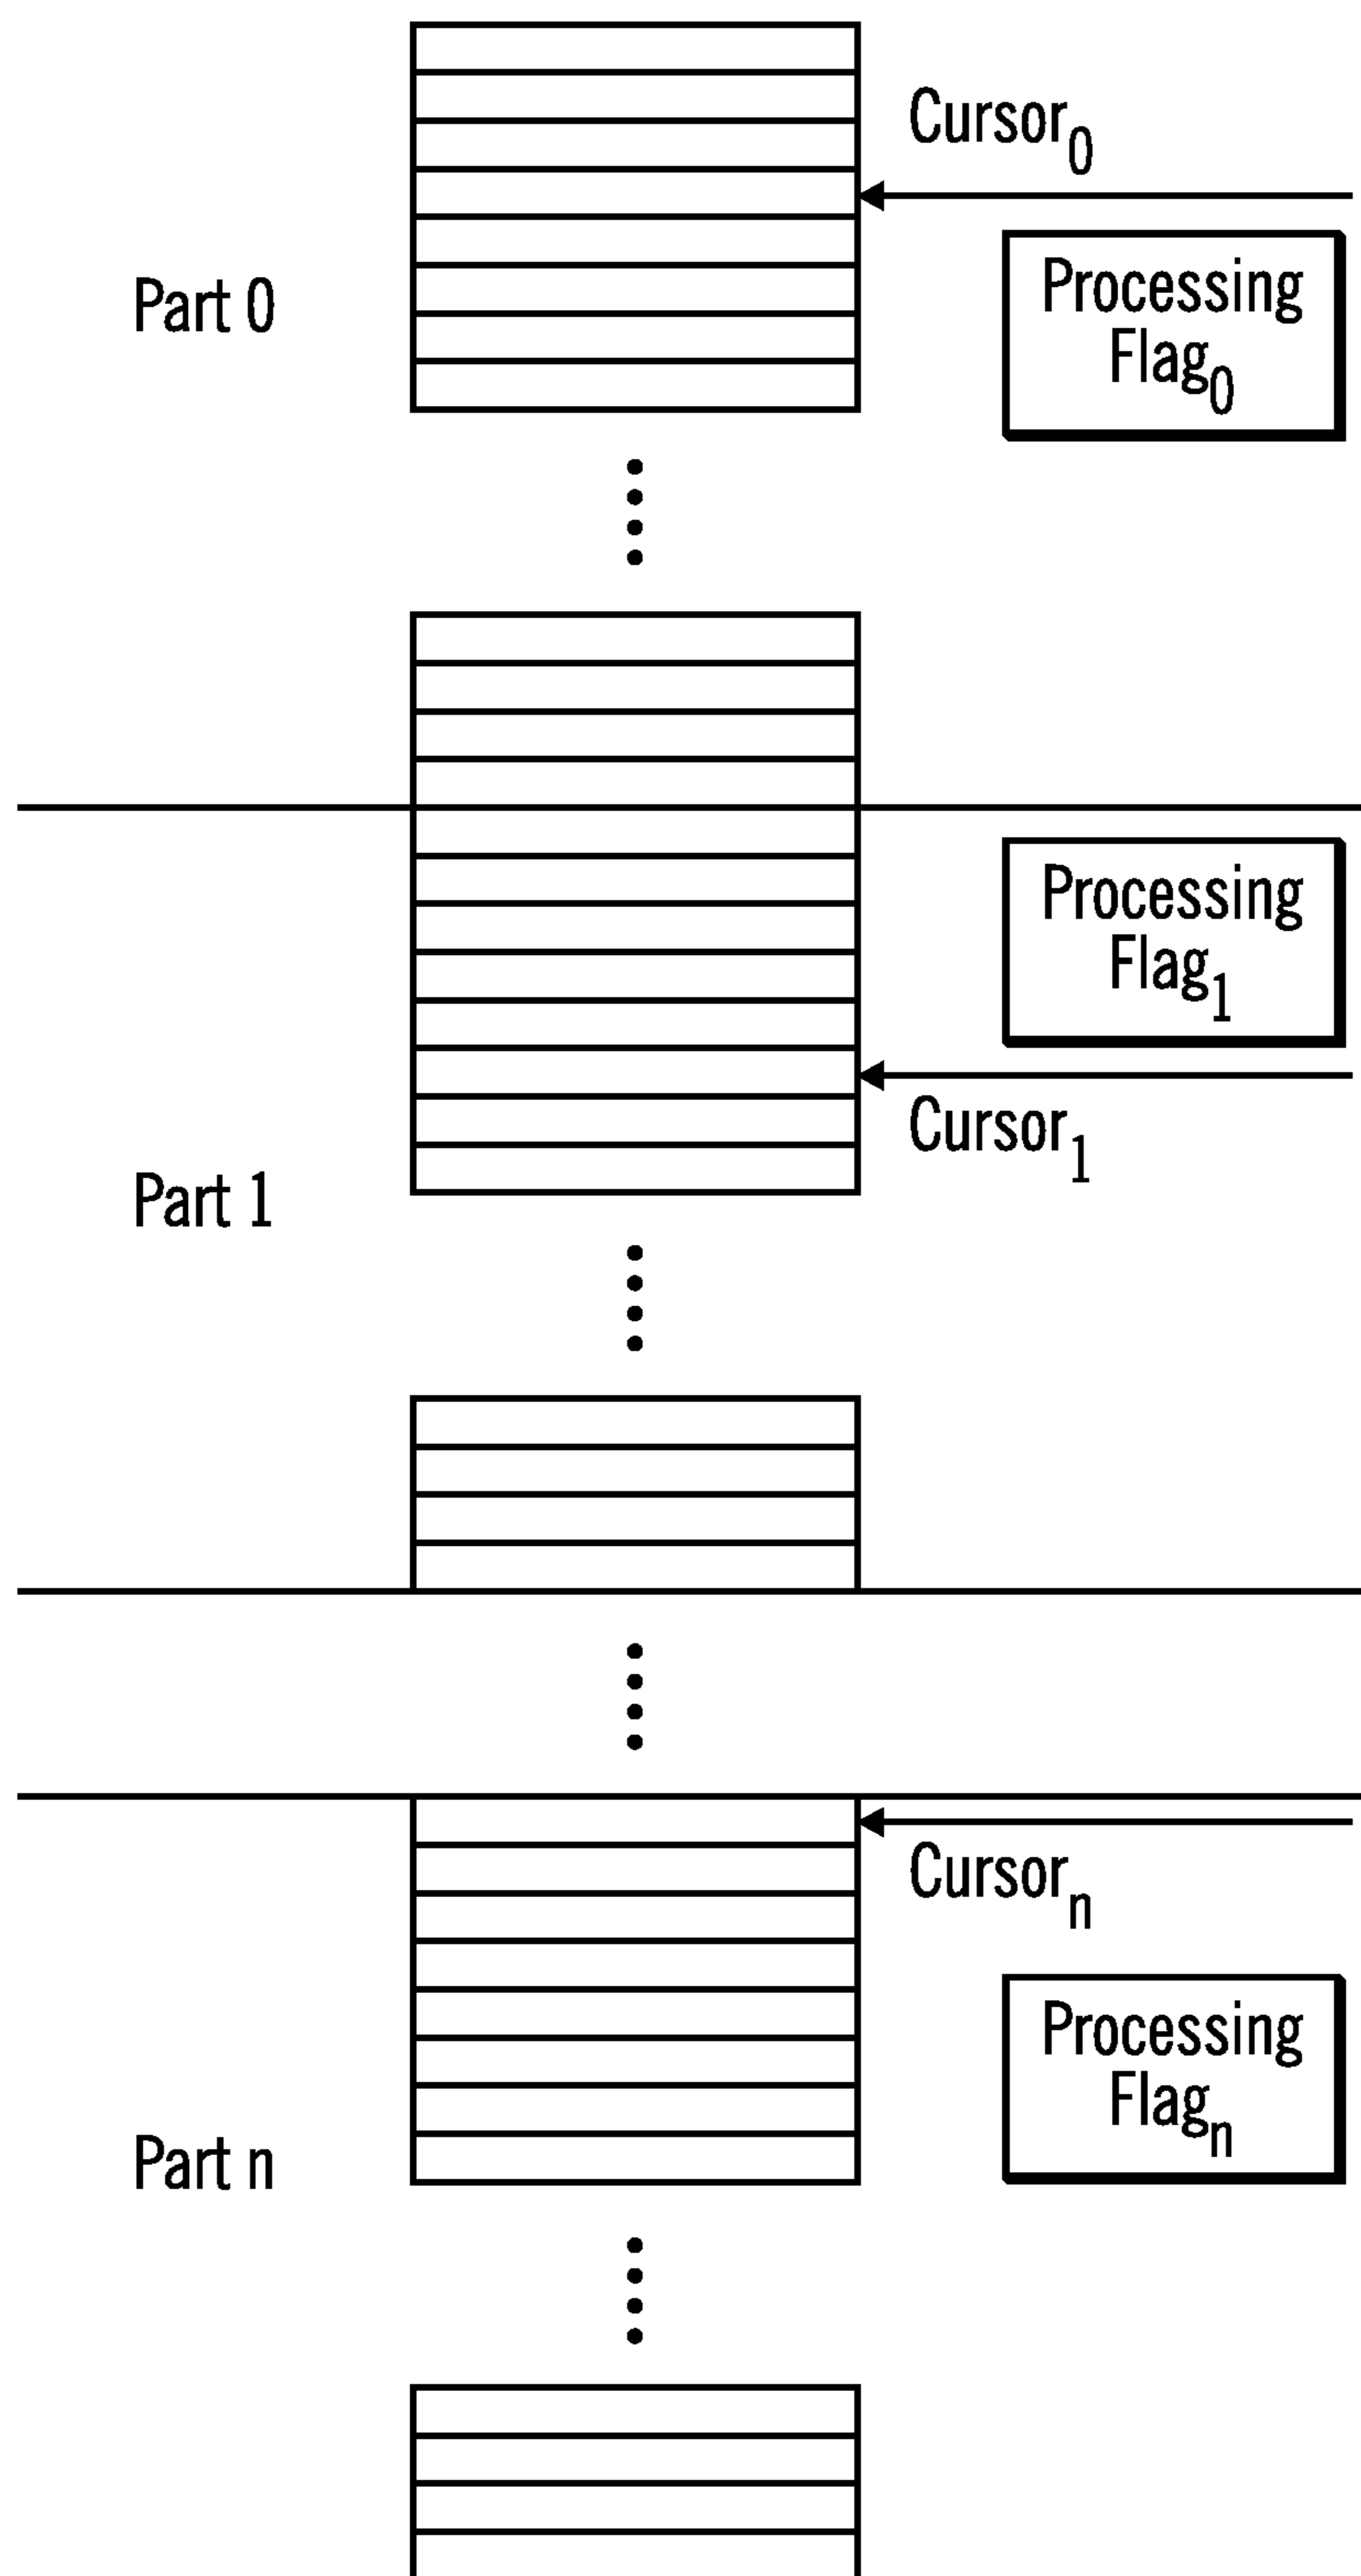 Cursor₀
Processing
Flag₀
Part 0
Processing
Flag₁
Cursor₁
Part 1
Cursorₙ
Processing
Flagₙ
Part n